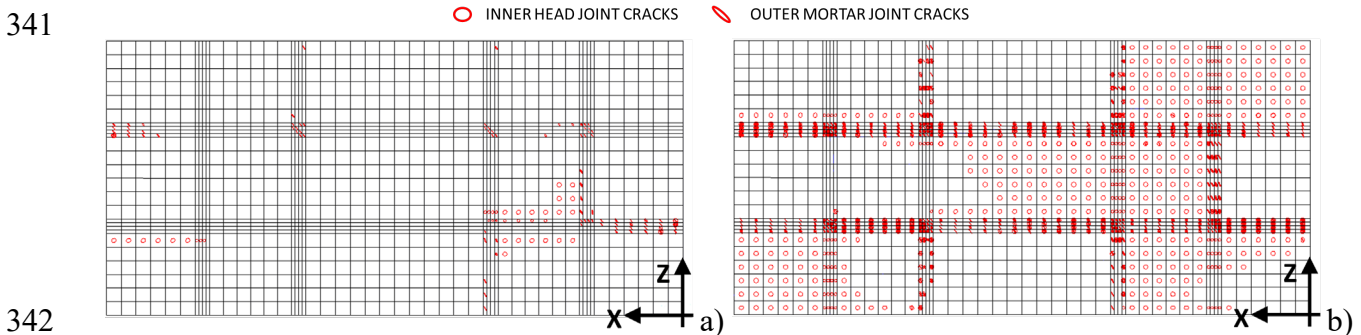 341
INNER HEAD JOINT CRACKS OUTER MORTAR JOINT CRACKS
Z Z
342 X a) X b)